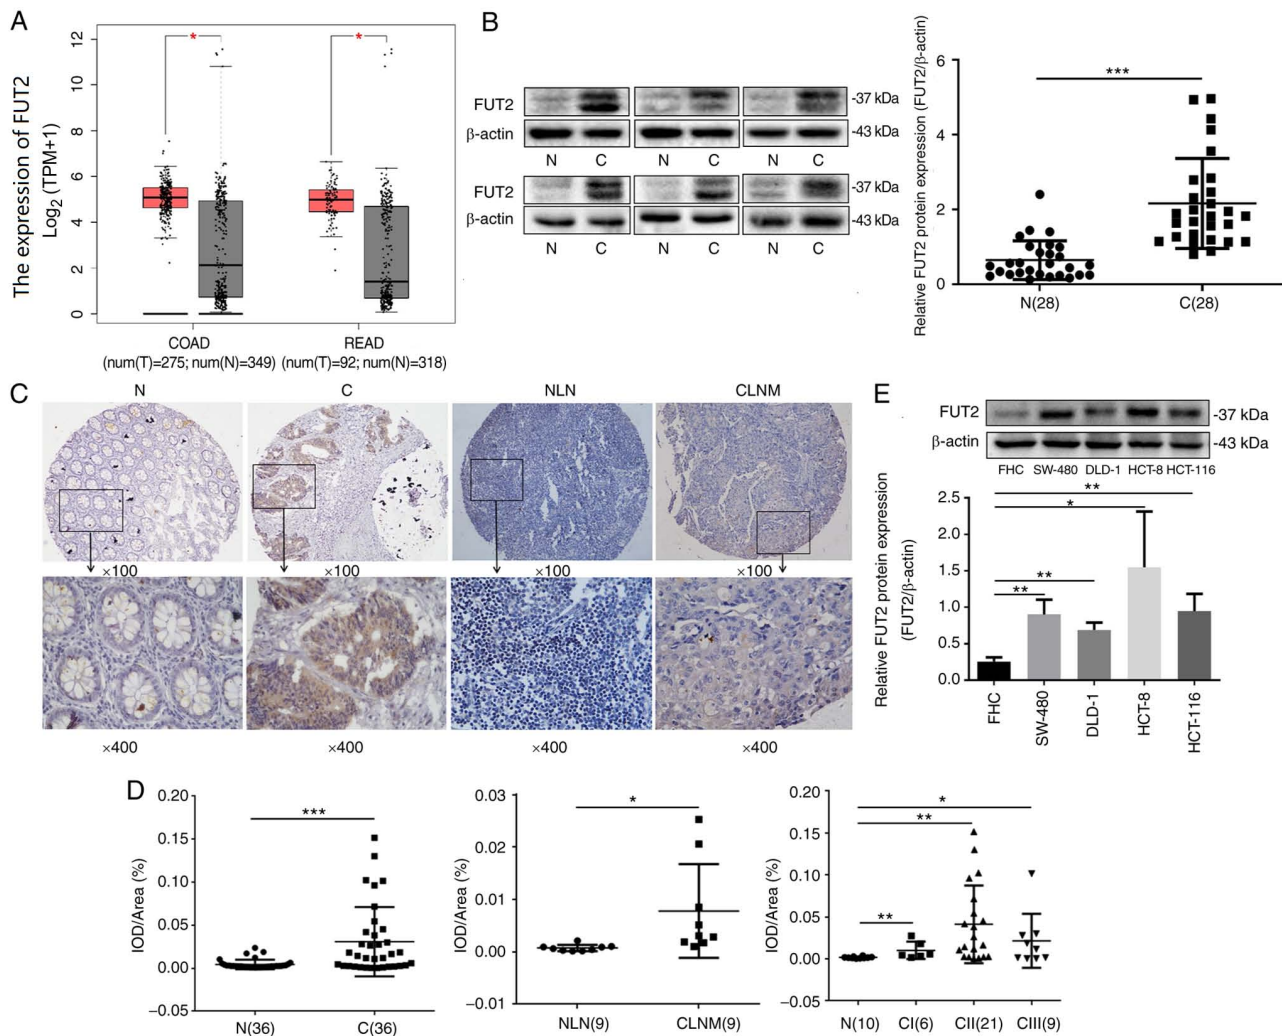 A
The expression of FUT2
Log2 (TPM+1)
12
10
8
6
4
2
0
*
*
COAD
(num(T)=275; num(N)=349)
READ
(num(T)=92; num(N)=318)
B
FUT2
-37 kDa
β-actin
-43 kDa
N C N C N C
FUT2
-37 kDa
β-actin
-43 kDa
N C N C N C
Relative FUT2 protein expression (FUT2/β-actin)
6
4
2
0
***
N(28)
C(28)
C
N
C
NLN
CLNM
×100
×100
×100
×100
×400
×400
×400
×400
E
FUT2
-37 kDa
β-actin
-43 kDa
FHC SW-480 DLD-1 HCT-8 HCT-116
Relative FUT2 protein expression
(FUT2/β-actin)
2.5
2.0
1.5
1.0
0.5
0.0
**
*
**
**
FHC
SW-480
DLD-1
HCT-8
HCT-116
D
IOD/Area (%)
0.20
0.15
0.10
0.05
0.00
−0.05
***
N(36)
C(36)
IOD/Area (%)
0.03
0.02
0.01
0.00
−0.01
*
NLN(9)
CLNM(9)
IOD/Area (%)
0.20
0.15
0.10
0.05
0.00
−0.05
*
**
**
N(10)
CI(6)
CII(21)
CIII(9)